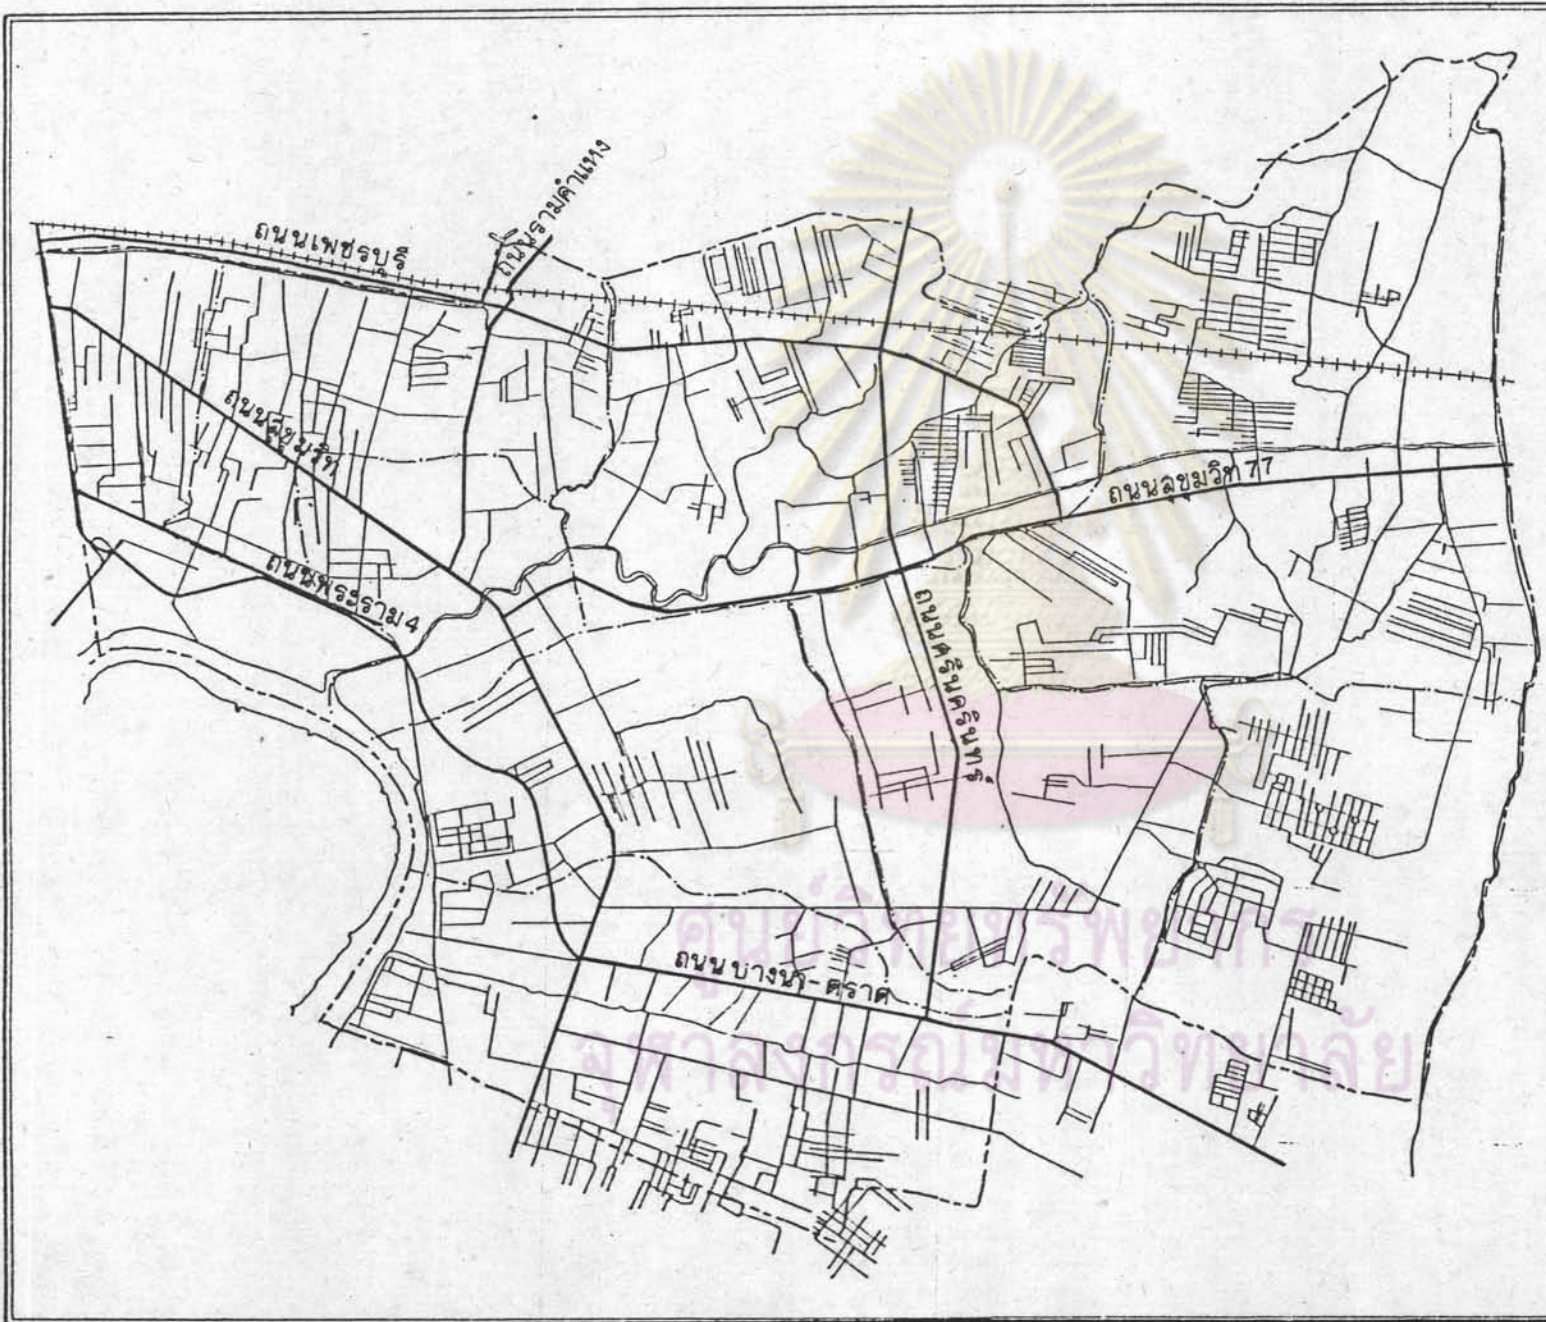 ถนนรามคำแหง
ถนนเพชรบุรี
ถนนสุขุมวิท
ถนนสุขุมวิท 77
ถนนพระราม 4
ถนนศรีนครินทร์
ถนน บางนา-ตราด
ศูนย์วิทยทรัพยากร
จุฬาลงกรณ์มหาวิทยาลัย